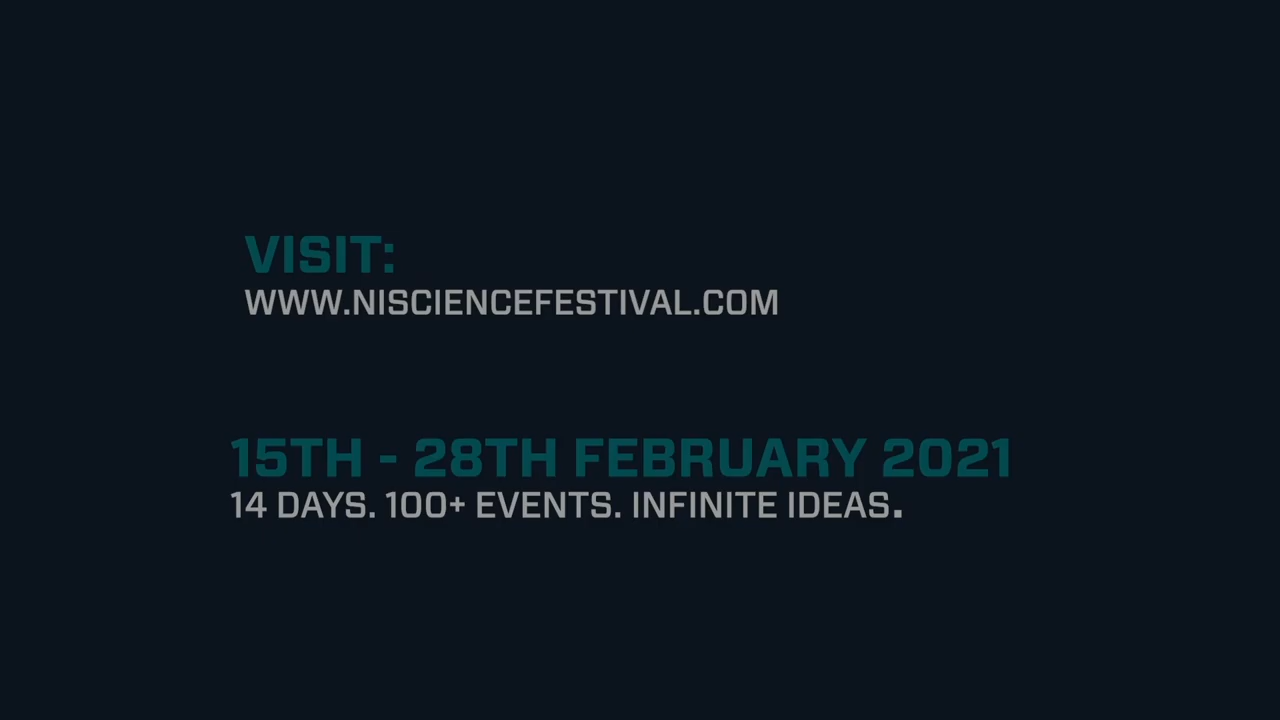 VISIT:
WWW.NISCIENCEFESTIVAL.COM
15TH - 28TH FEBRUARY 2021
14 DAYS. 100+ EVENTS. INFINITE IDEAS.